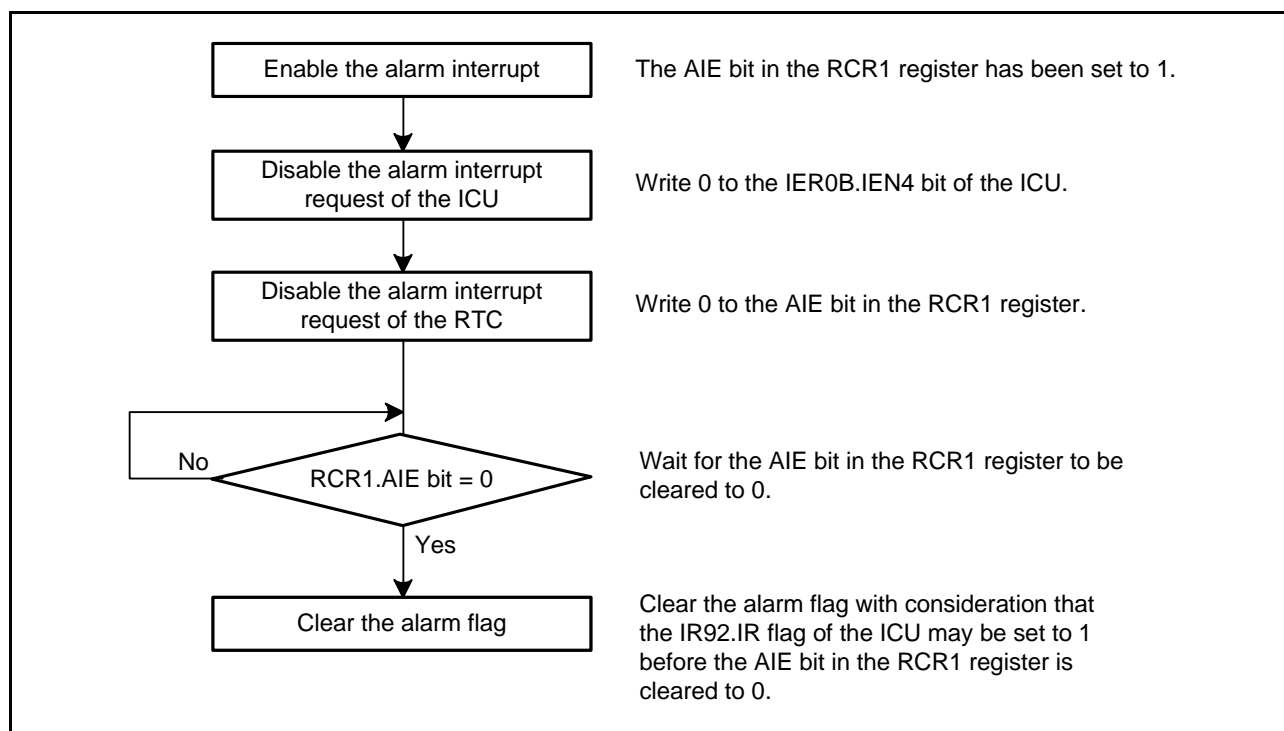 Enable the alarm interrupt
The AIE bit in the RCR1 register has been set to 1.
Disable the alarm interrupt
request of the ICU
Write 0 to the IER0B.IEN4 bit of the ICU.
Disable the alarm interrupt
request of the RTC
Write 0 to the AIE bit in the RCR1 register.
No
RCR1.AIE bit = 0
Wait for the AIE bit in the RCR1 register to be
cleared to 0.
Yes
Clear the alarm flag
Clear the alarm flag with consideration that
the IR92.IR flag of the ICU may be set to 1
before the AIE bit in the RCR1 register is
cleared to 0.